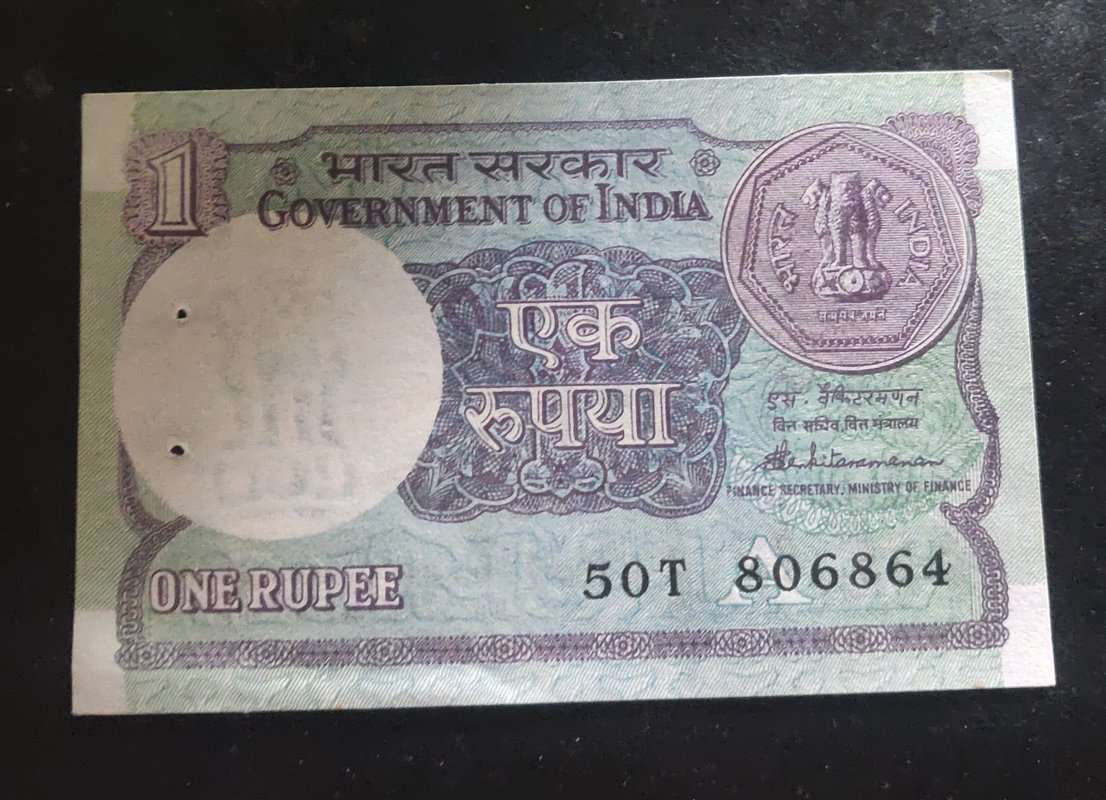 1
भारत सरकार
GOVERNMENT OF INDIA
भारत
INDIA
सत्यमेव जयते
एक
रुपया
एस. वेंकिटरमणन
वित्त सचिव, वित्त मंत्रालय
S Venkitaramanan
FINANCE SECRETARY, MINISTRY OF FINANCE
ONE RUPEE
50T 806864
A